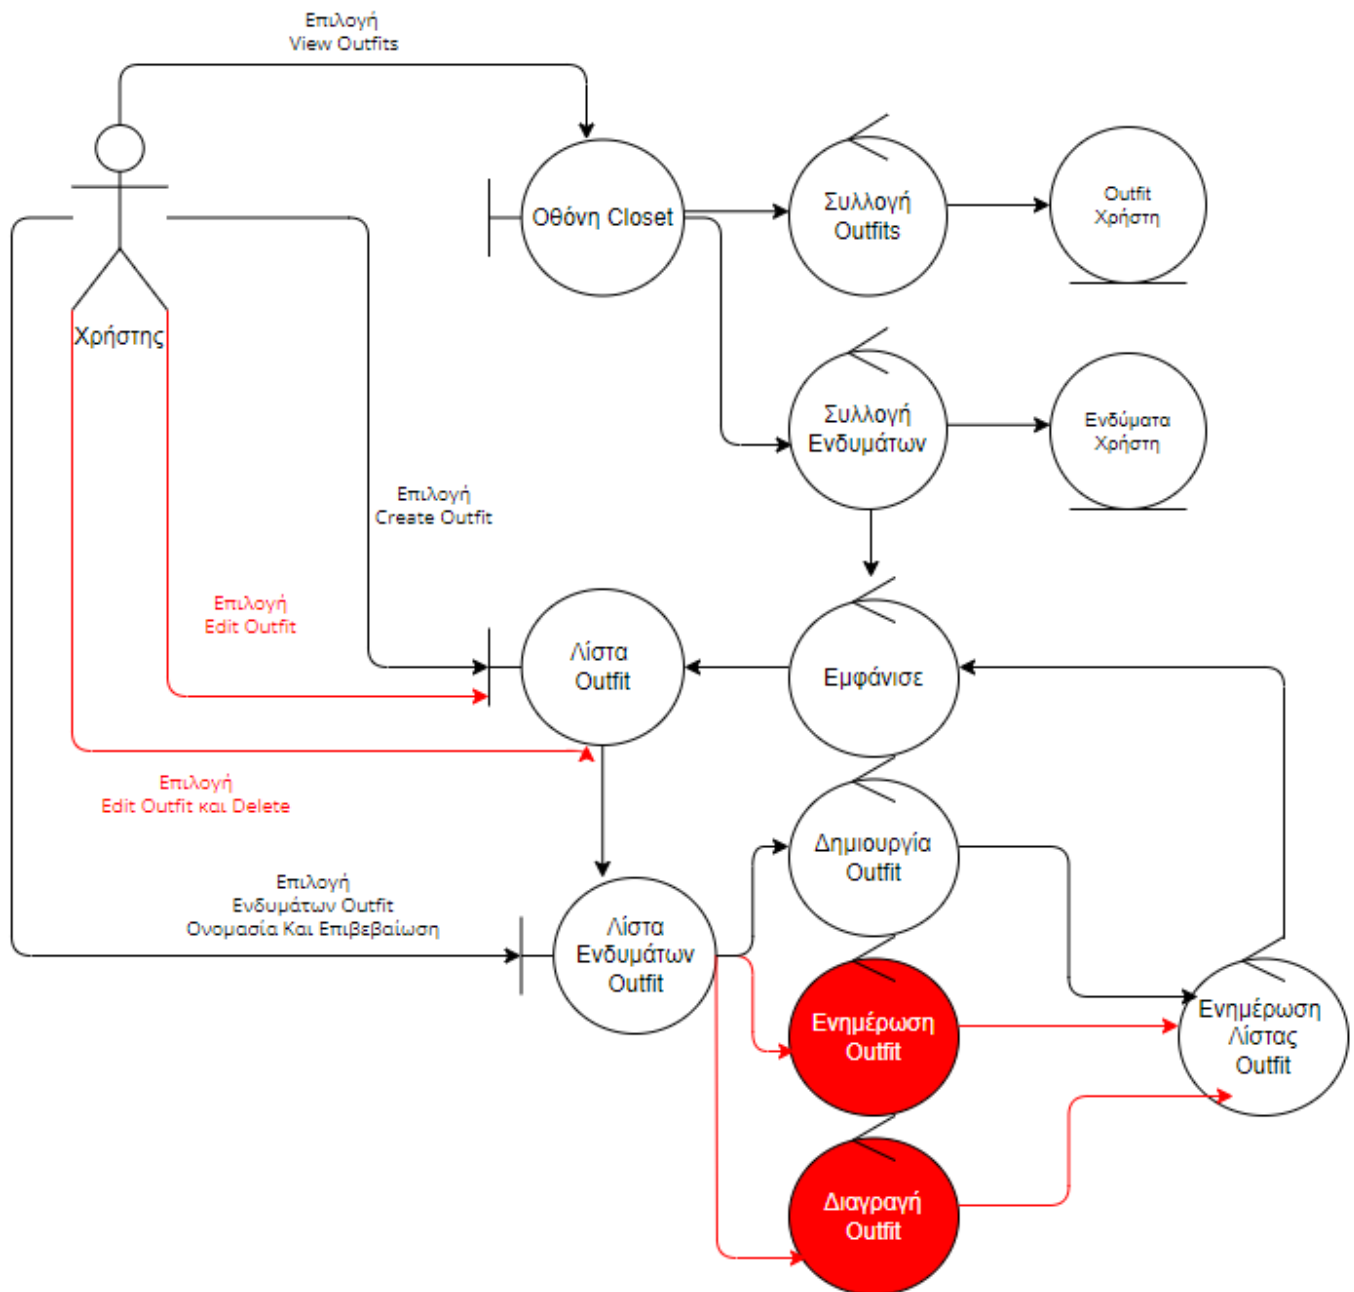 Επιλογή
View Outfits
Οθόνη Closet
Συλλογή
Outfits
Outfit
Χρήστη
Χρήστης
Συλλογή
Ενδυμάτων
Ενδύματα
Χρήστη
Επιλογή
Create Outfit
Επιλογή
Edit Outfit
Λίστα
Outfit
Εμφάνισε
Επιλογή
Edit Outfit και Delete
Δημιουργία
Outfit
Επιλογή
Ενδυμάτων Outfit
Ονομασία Και Επιβεβαίωση
Λίστα
Ενδυμάτων
Outfit
Ενημέρωση
Outfit
Ενημέρωση
Λίστας
Outfit
Διαγραγή
Outfit